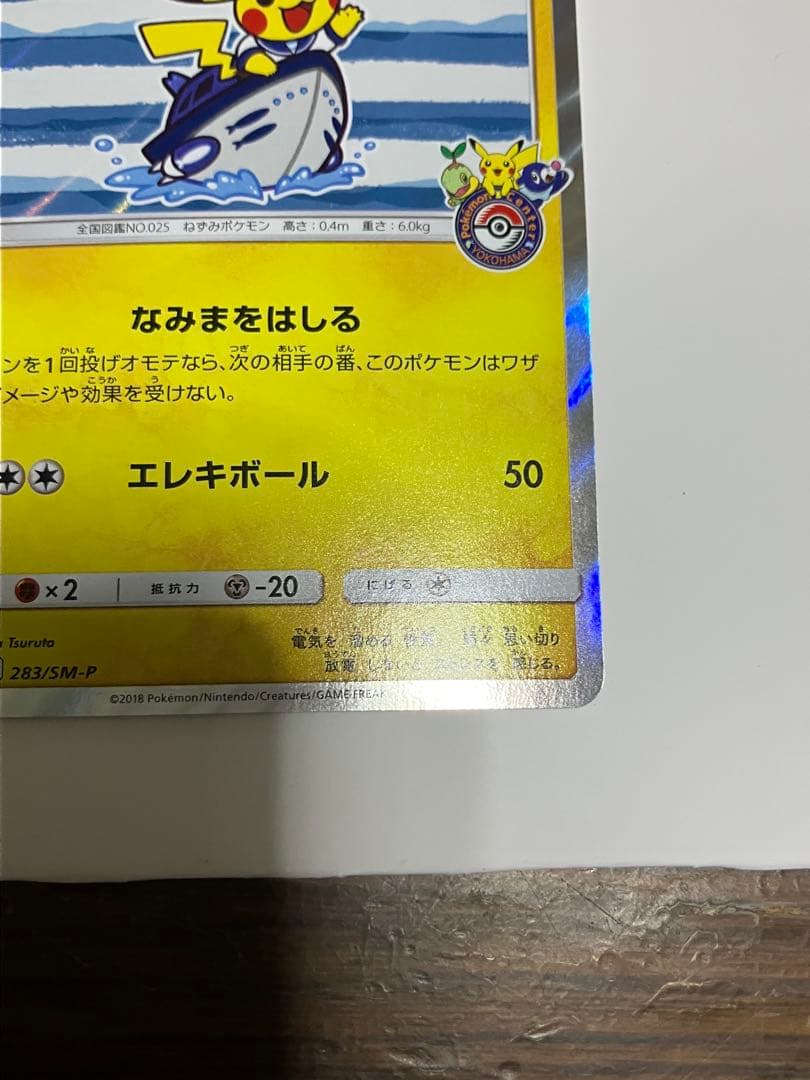 全国図鑑NO.025 ねずみポケモン 高さ:0.4m 重さ:6.0kg
Pokémon Center
YOKOHAMA
なみまをはしる
ンを1回投げオモテなら、次の相手の番、このポケモンはワザ
メージや効果を受けない。
エレキボール 50
×2 抵抗力 -20 にげる
Tsuruta
電気を 溜める 性質。 時々 思い切り
283/SM-P
放電 しないと ストレスを 感じる。
©2018 Pokémon/Nintendo/Creatures/GAME FREAK